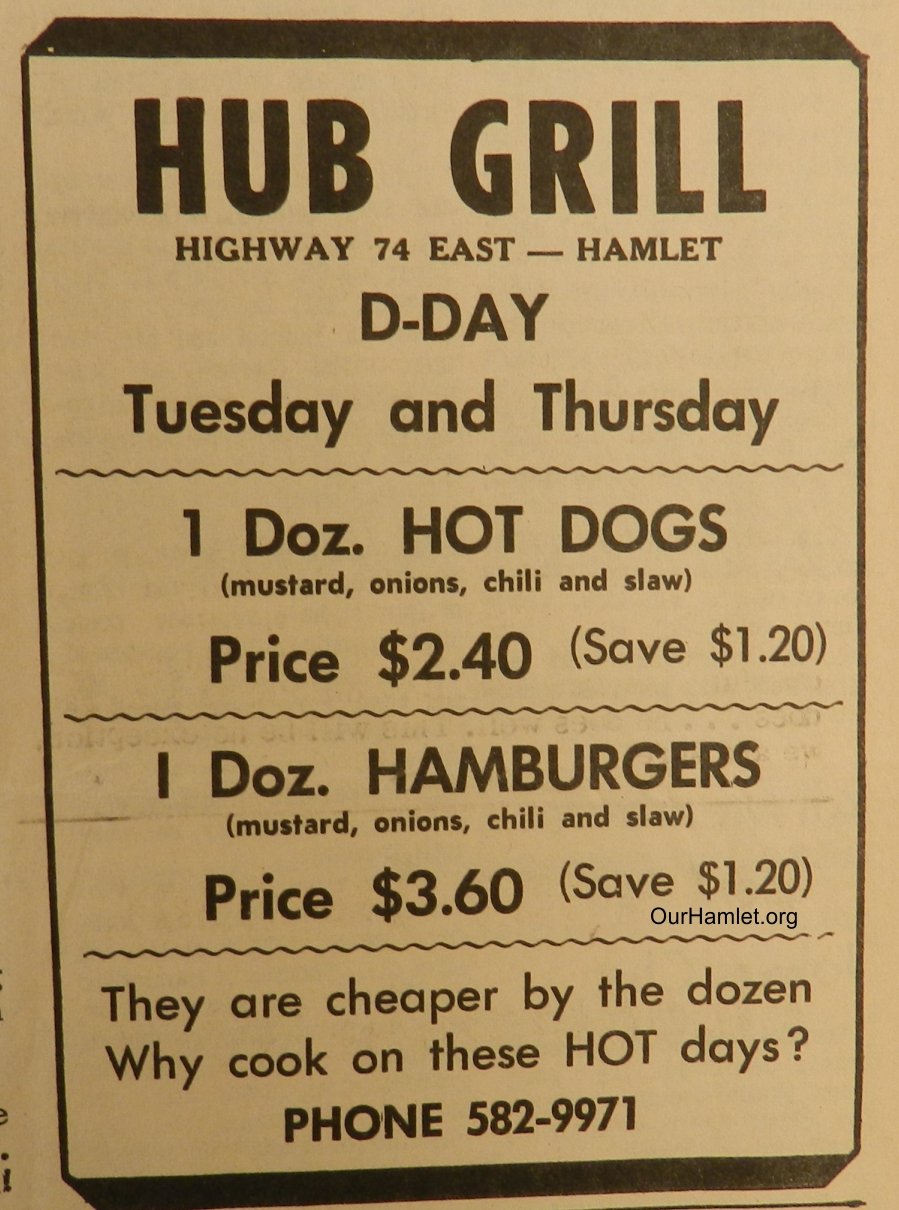 HUB GRILL
HIGHWAY 74 EAST — HAMLET
D-DAY
Tuesday and Thursday
1 Doz. HOT DOGS
(mustard, onions, chili and slaw)
Price $2.40 (Save $1.20)
1 Doz. HAMBURGERS
(mustard, onions, chili and slaw)
Price $3.60 (Save $1.20)
OurHamlet.org
They are cheaper by the dozen
Why cook on these HOT days?
PHONE 582-9971